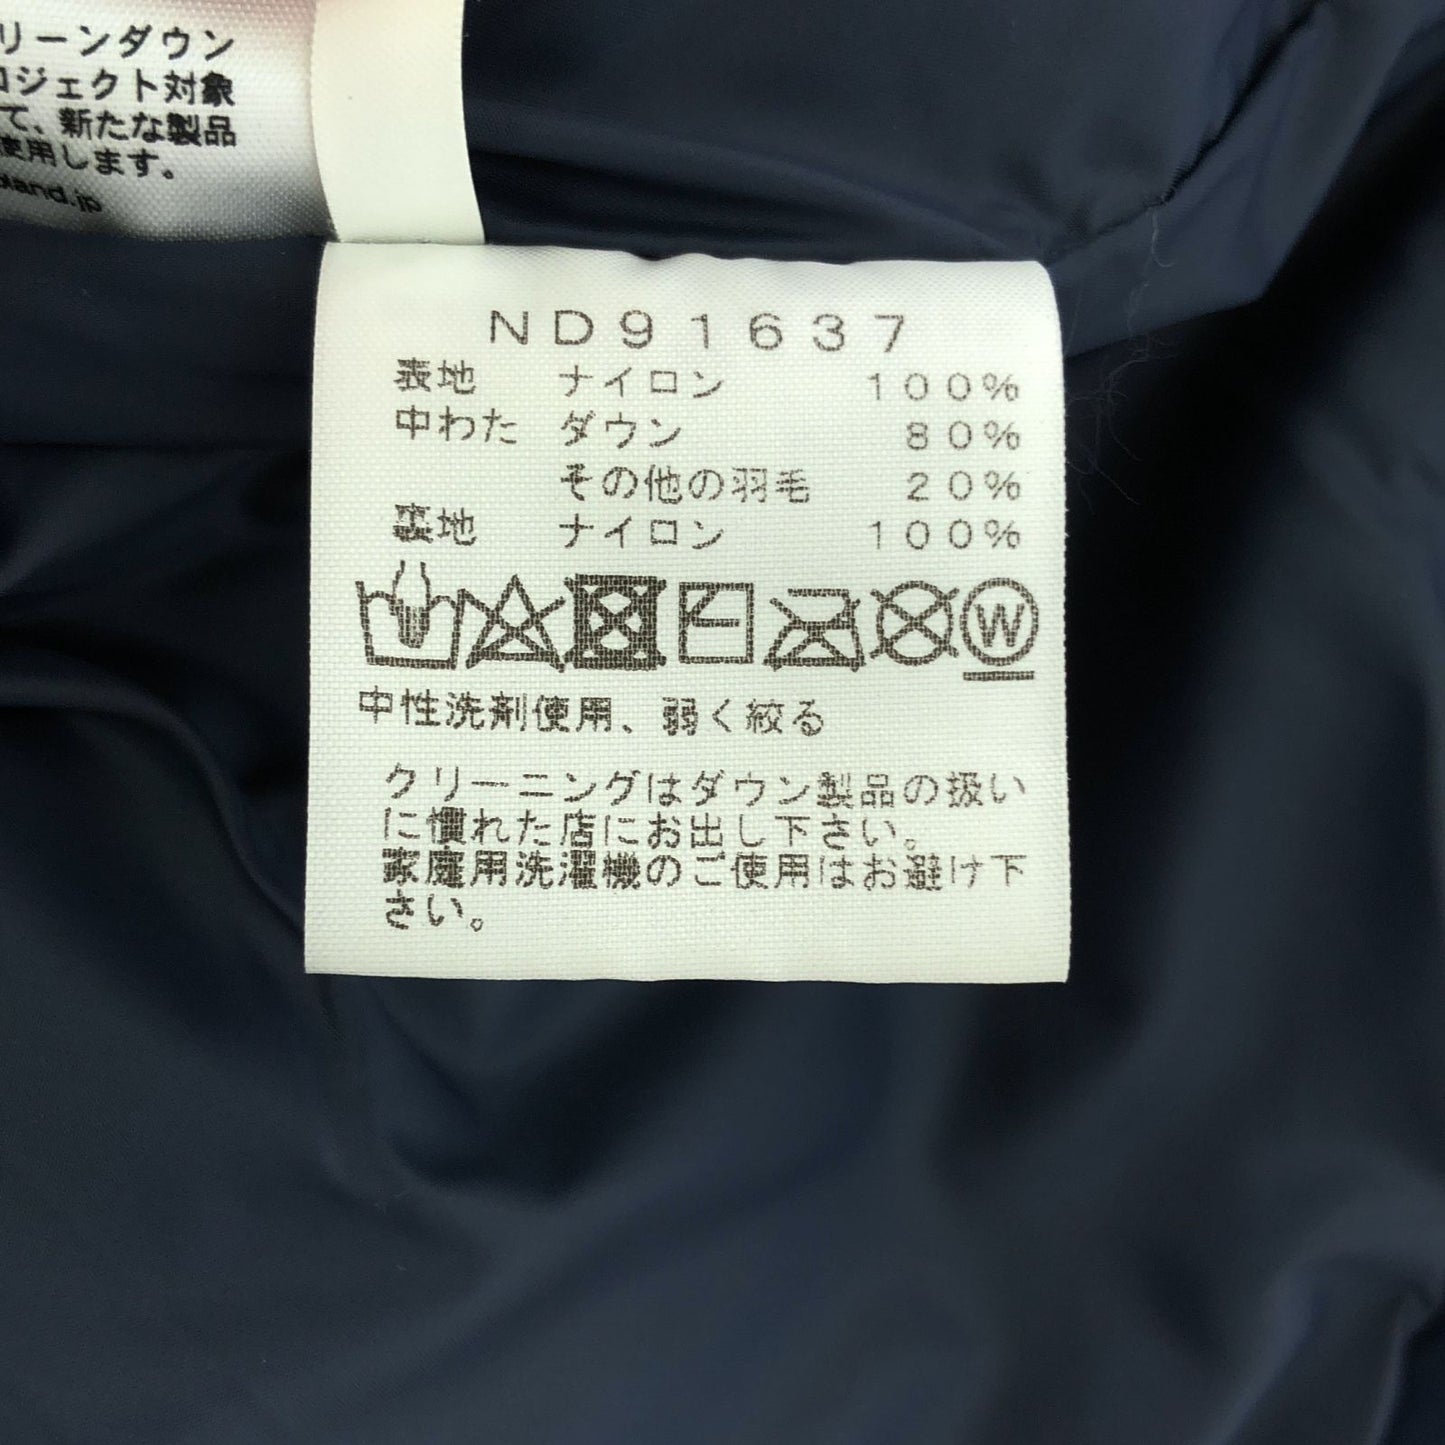 リーンダウン
ロジェクト対象
て、新たな製品
使用します。
land.jp
ND91637
表地 ナイロン 100%
中わた ダウン 80%
その他の羽毛 20%
裏地 ナイロン 100%
W
中性洗剤使用、弱く絞る
クリーニングはダウン製品の扱い
に慣れた店にお出し下さい。
家庭用洗濯機のご使用はお避け下
さい。